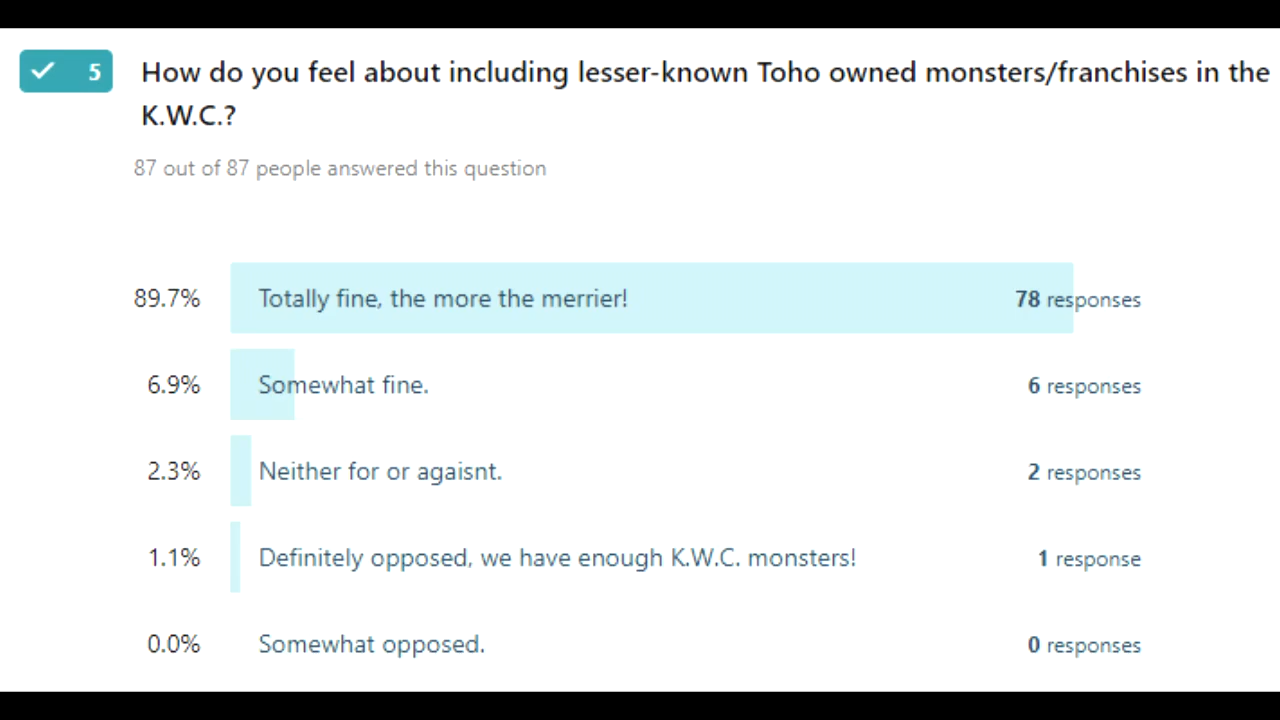 5
How do you feel about including lesser-known Toho owned monsters/franchises in the
K.W.C.?
87 out of 87 people answered this question
89.7% Totally fine, the more the merrier! 78 responses
6.9% Somewhat fine. 6 responses
2.3% Neither for or agaisnt. 2 responses
1.1% Definitely opposed, we have enough K.W.C. monsters! 1 response
0.0% Somewhat opposed. 0 responses